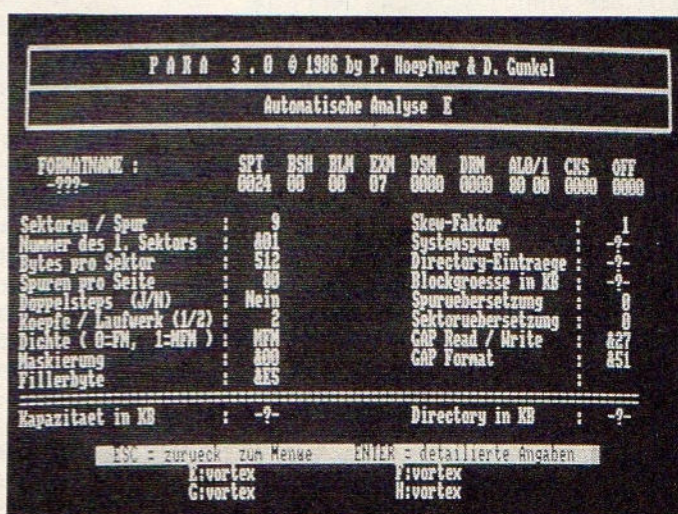 P A R A 3 . 0 © 1986 by P. Hoepfner & D. Gunkel
Automatische Analyse E
FORMATNAME : SPT BSH BLM EXM DSM DRM AL0/1 CKS OFF
-???- 0024 00 00 07 0000 0000 80 00 0000 0000
Sektoren / Spur : 9 Skew-Faktor : 1
Nummer des 1. Sektors : &01 Systemspuren : -?-
Bytes pro Sektor : 512 Directory-Eintraege : -?-
Spuren pro Seite : 80 Blockgroesse in KB : -?-
Doppelsteps (J/N) : Nein Spuruebersetzung : 0
Koepfe / Laufwerk (1/2) : 2 Sektoruebersetzung : 0
Dichte ( 0=FM, 1=MFM ) : MFM GAP Read / Write : &27
Maskierung : &00 GAP Format : &51
Fillerbyte : &E5 :
Kapazitaet in KB : -?- Directory in KB : -?-
ESC = zurueck zum Menue ENTER = detaillierte Angaben
E:vortex F:vortex
G:vortex H:vortex